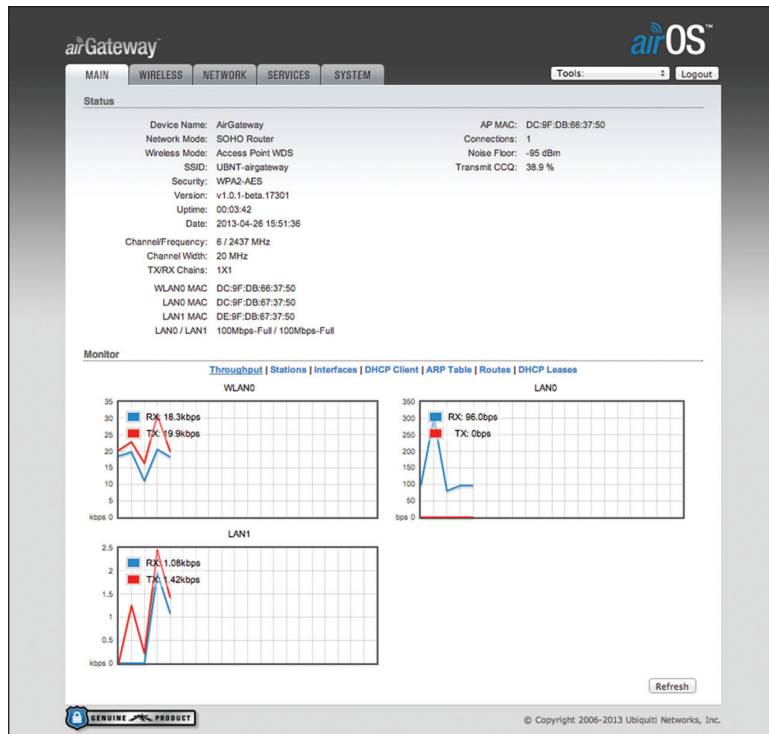 airGateway™
airOS™
MAIN WIRELESS NETWORK SERVICES SYSTEM
Tools: Logout
Status
Device Name: AirGateway
Network Mode: SOHO Router
Wireless Mode: Access Point WDS
SSID: UBNT-airgateway
Security: WPA2-AES
Version: v1.0.1-beta.17301
Uptime: 00:03:42
Date: 2013-04-26 15:51:36
Channel/Frequency: 6 / 2437 MHz
Channel Width: 20 MHz
TX/RX Chains: 1X1
WLAN0 MAC DC:9F:DB:66:37:50
LAN0 MAC DC:9F:DB:67:37:50
LAN1 MAC DE:9F:DB:67:37:50
LAN0 / LAN1 100Mbps-Full / 100Mbps-Full
AP MAC: DC:9F:DB:66:37:50
Connections: 1
Noise Floor: -95 dBm
Transmit CCQ: 38.9 %
Monitor
Throughput | Stations | Interfaces | DHCP Client | ARP Table | Routes | DHCP Leases
WLAN0
35
30
25
20
15
10
5
kbps 0
RX: 18.3kbps
TX: 19.9kbps
LAN0
350
300
250
200
150
100
50
bps 0
RX: 96.0bps
TX: 0bps
LAN1
2.5
2
1.5
1
0.5
kbps 0
RX: 1.08kbps
TX: 1.42kbps
Refresh
GENUINE PRODUCT
© Copyright 2006-2013 Ubiquiti Networks, Inc.